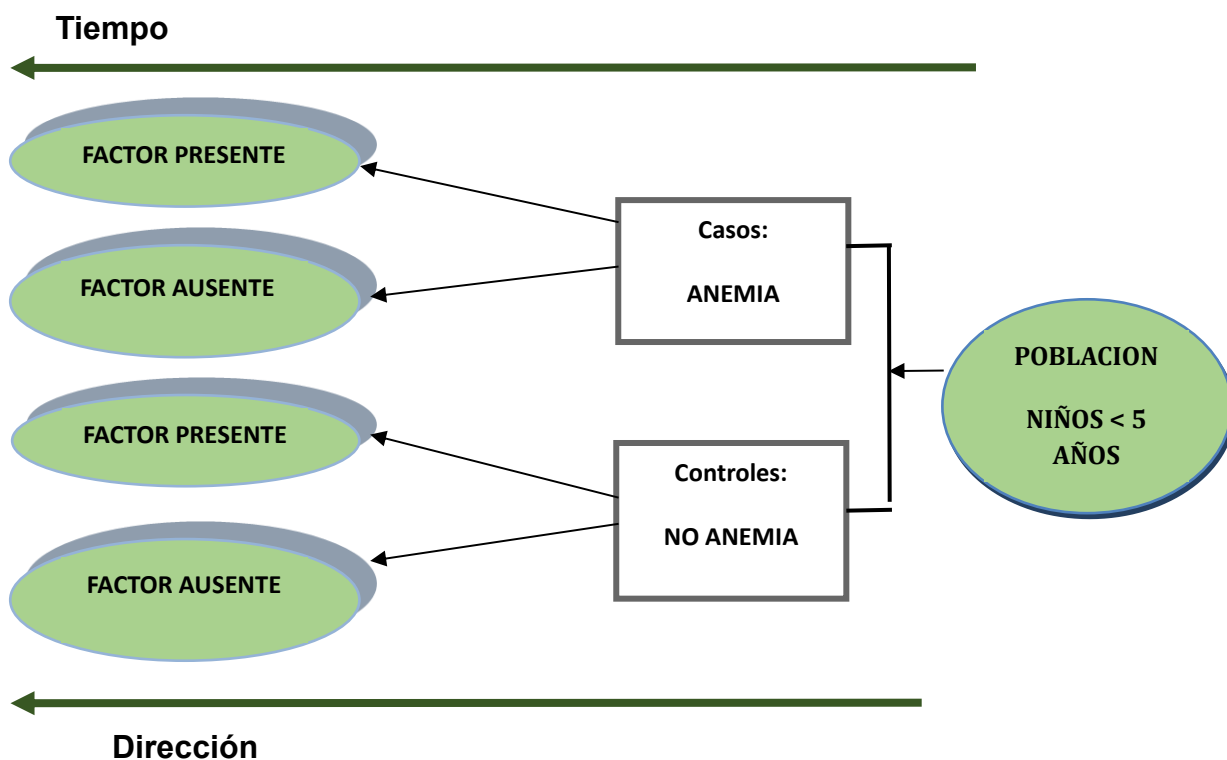 Tiempo
FACTOR PRESENTE
FACTOR AUSENTE
FACTOR PRESENTE
FACTOR AUSENTE
Casos:
ANEMIA
Controles:
NO ANEMIA
POBLACION
NIÑOS < 5
AÑOS
Dirección